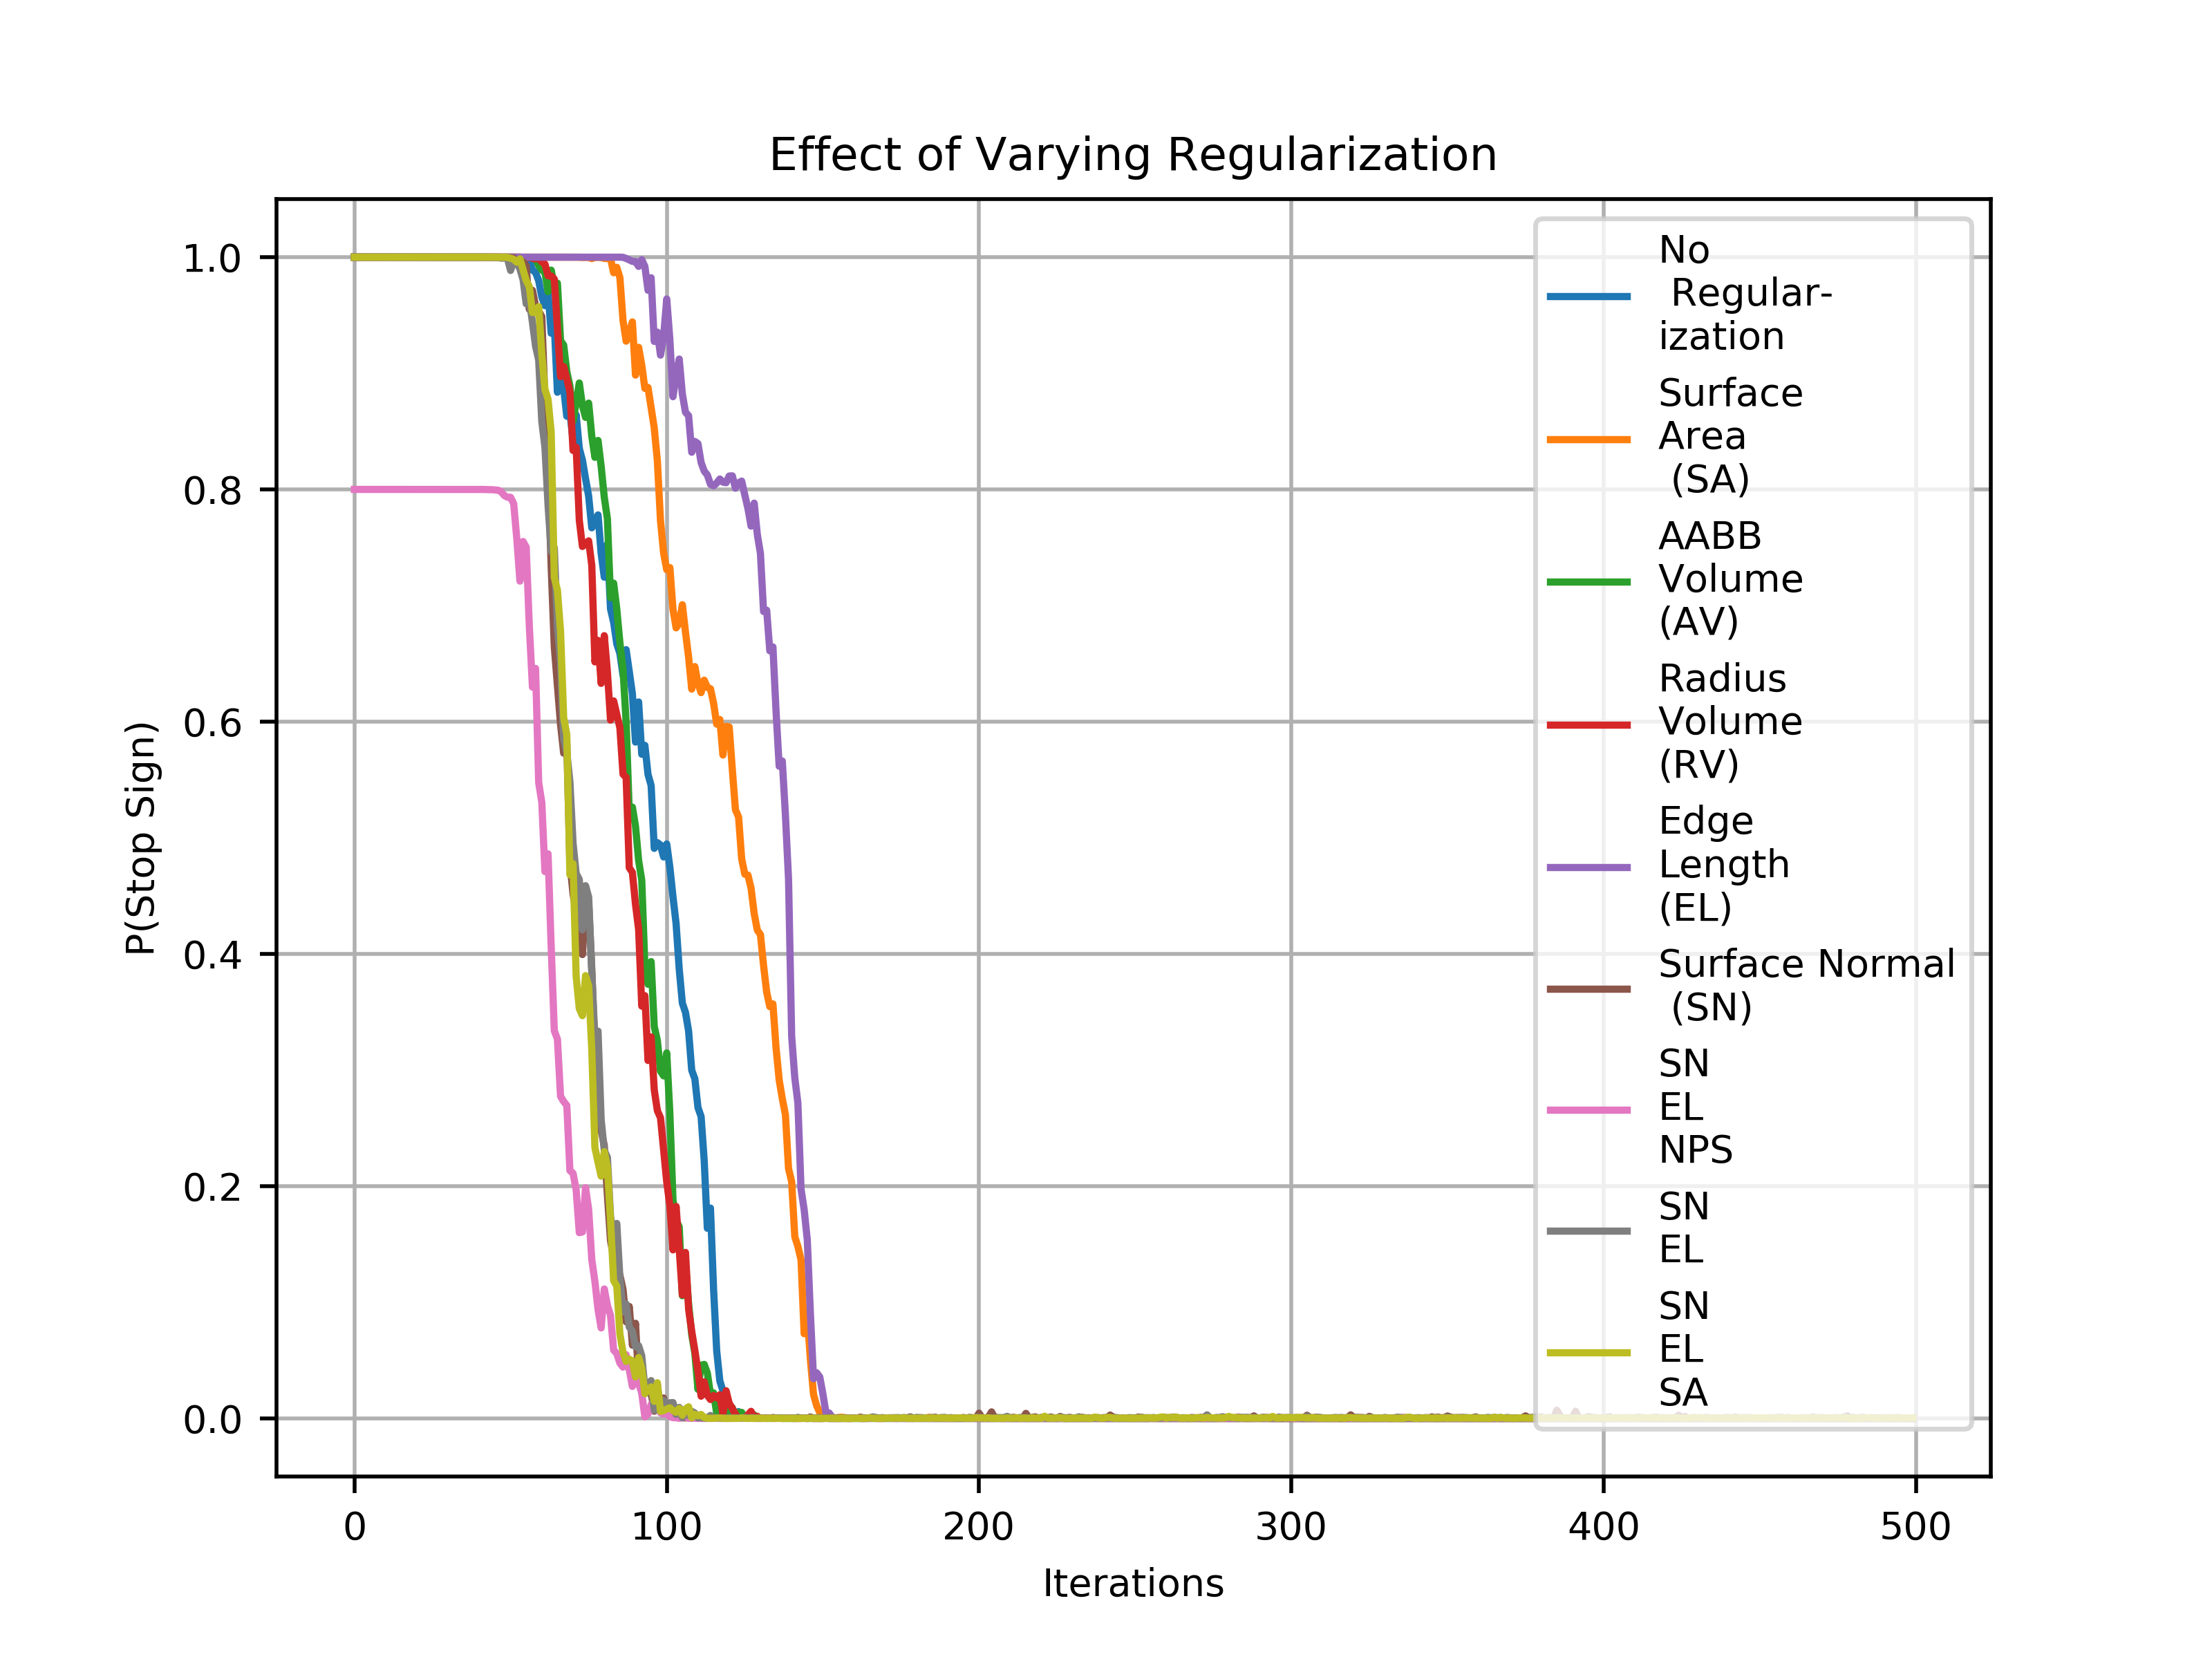 Effect of Varying Regularization
P(Stop Sign)
1.0
0.8
0.6
0.4
0.2
0.0
0
100
200
300
400
500
Iterations
No
Regular-
ization
Surface
Area
(SA)
AABB
Volume
(AV)
Radius
Volume
(RV)
Edge
Length
(EL)
Surface Normal
(SN)
SN
EL
NPS
SN
EL
SN
EL
SA